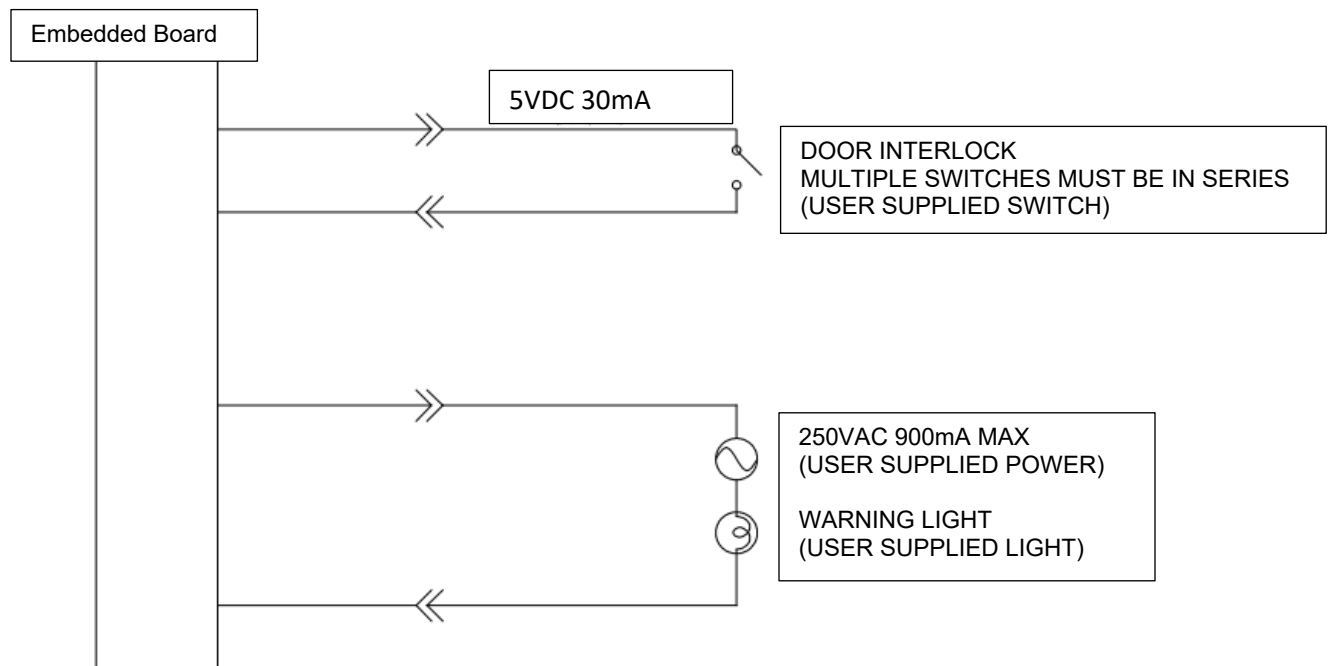 Embedded Board
5VDC 30mA
DOOR INTERLOCK
MULTIPLE SWITCHES MUST BE IN SERIES
(USER SUPPLIED SWITCH)
250VAC 900mA MAX
(USER SUPPLIED POWER)
WARNING LIGHT
(USER SUPPLIED LIGHT)